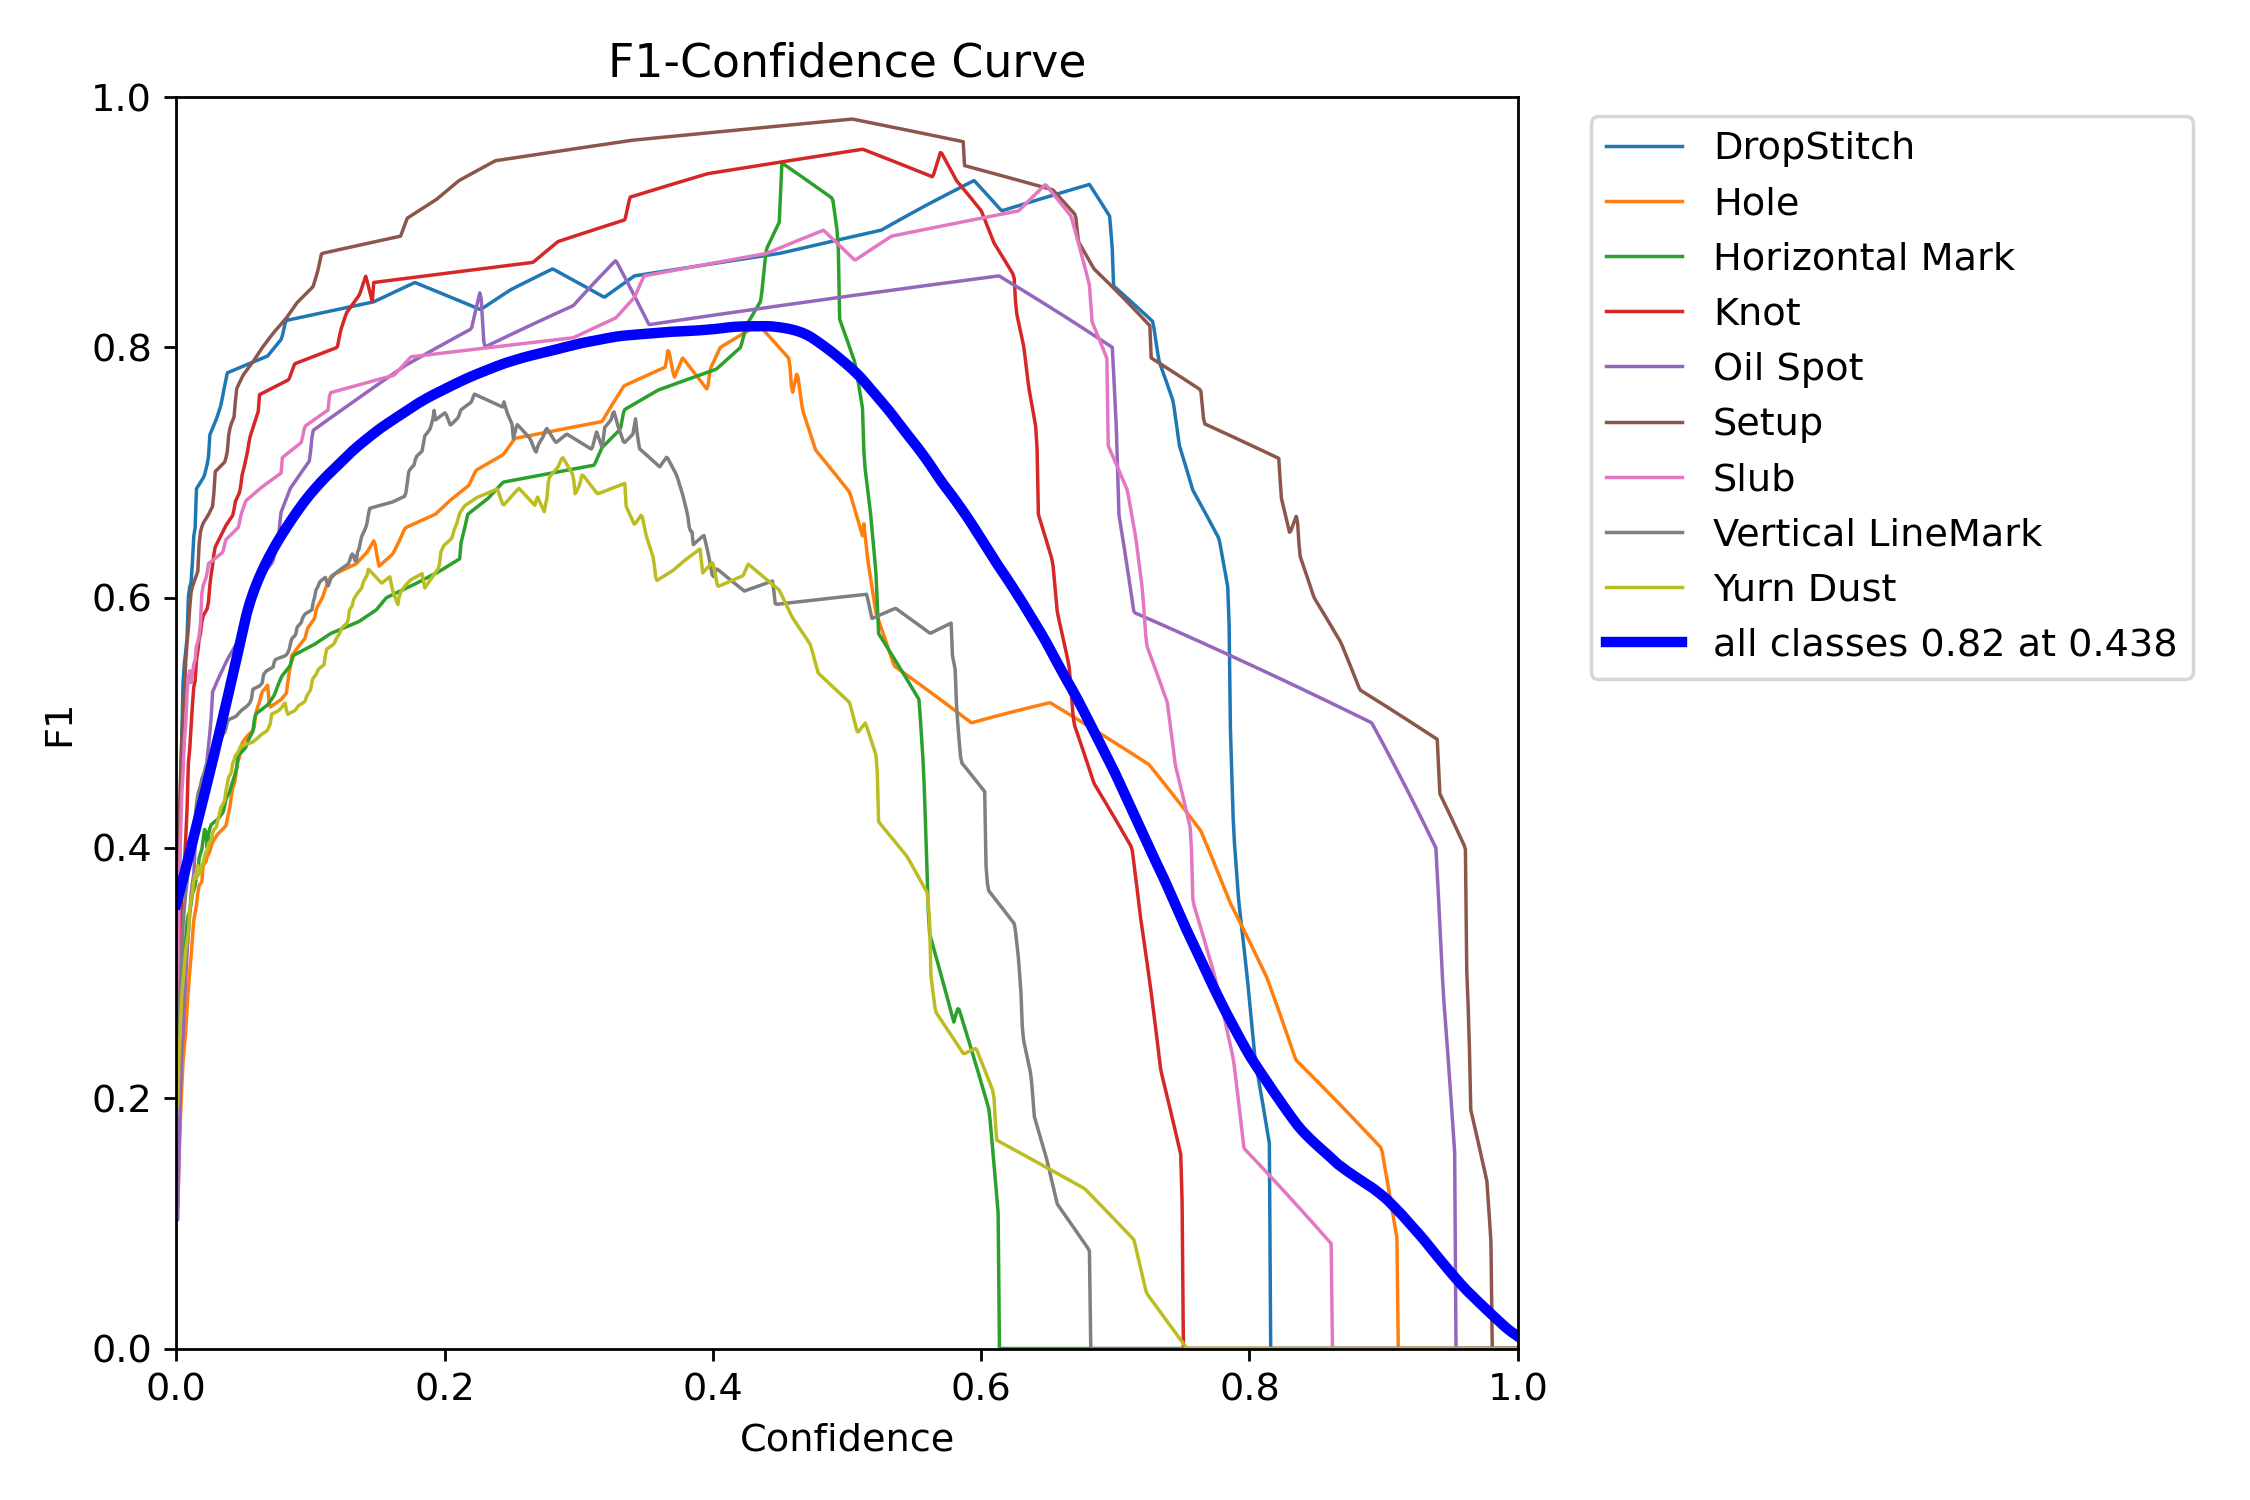 F1-Confidence Curve
1.0
0.8
0.6
0.4
0.2
0.0
F1
0.0 0.2 0.4 0.6 0.8 1.0
Confidence
DropStitch
Hole
Horizontal Mark
Knot
Oil Spot
Setup
Slub
Vertical LineMark
Yurn Dust
all classes 0.82 at 0.438